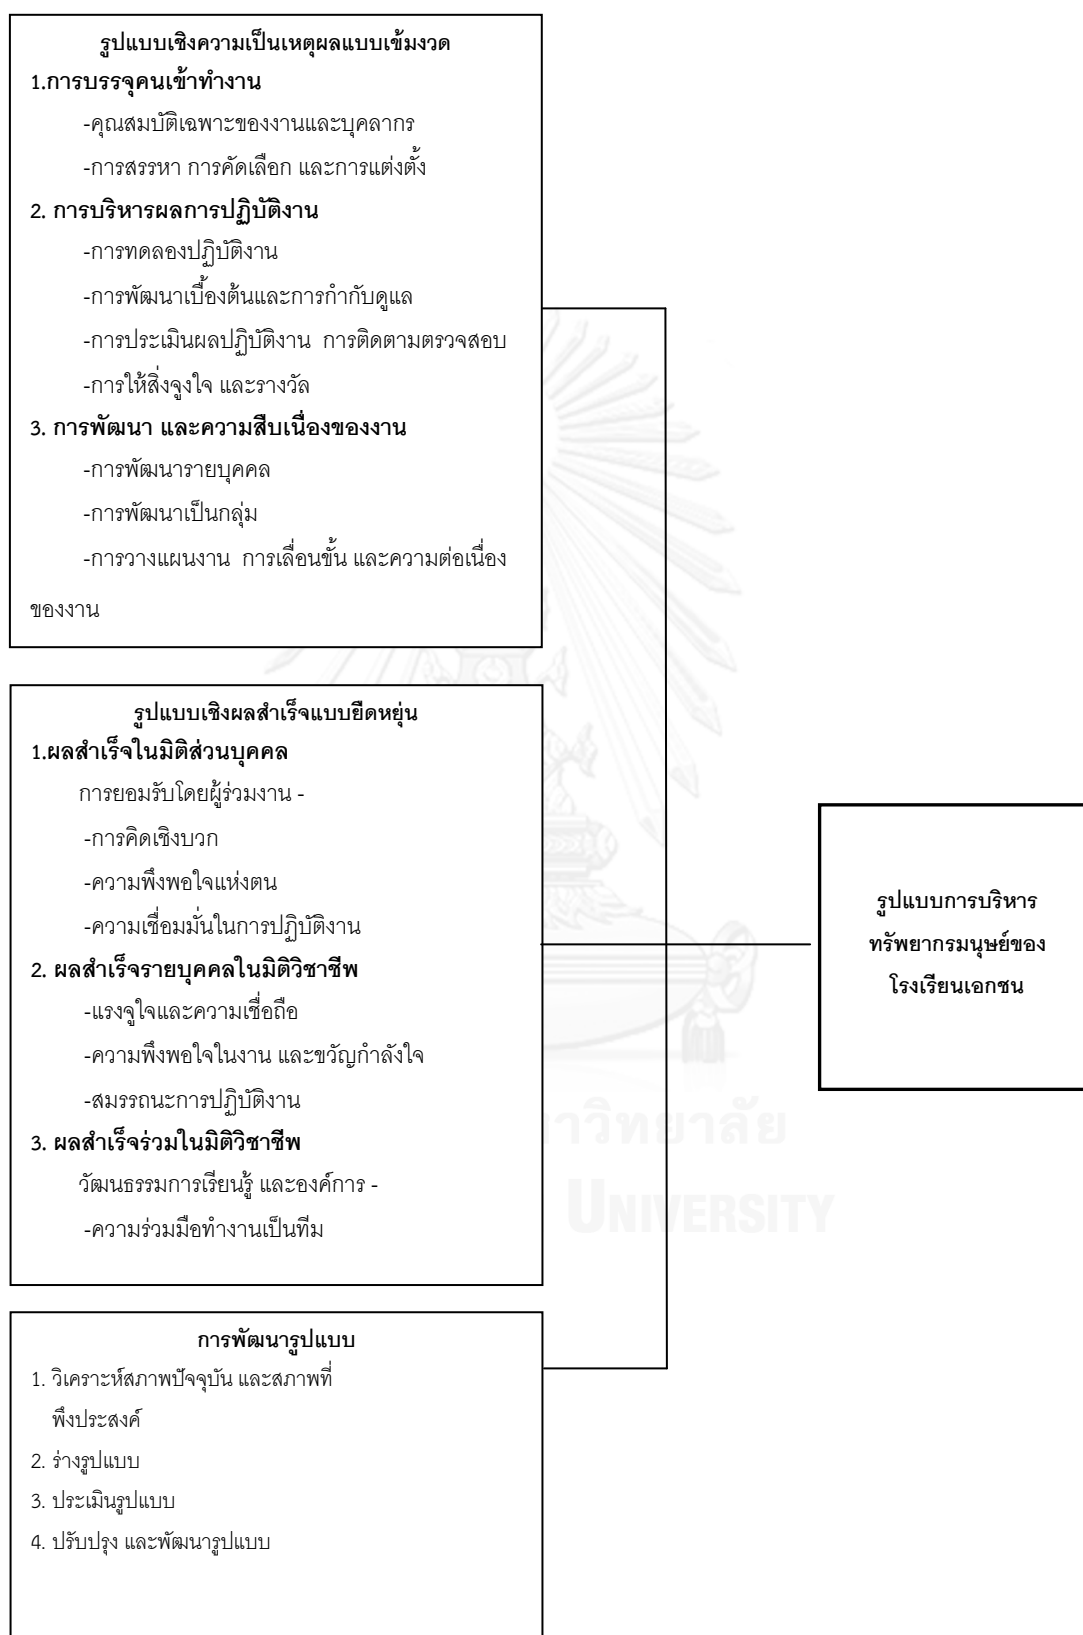 รูปแบบเชิงความเป็นเหตุผลแบบเข้มงวด
1.การบรรจุคนเข้าทำงาน
-คุณสมบัติเฉพาะของงานและบุคลากร
-การสรรหา การคัดเลือก และการแต่งตั้ง
2. การบริหารผลการปฏิบัติงาน
-การทดลองปฏิบัติงาน
-การพัฒนาเบื้องต้นและการกำกับดูแล
-การประเมินผลปฏิบัติงาน การติดตามตรวจสอบ
-การให้สิ่งจูงใจ และรางวัล
3. การพัฒนา และความสืบเนื่องของงาน
-การพัฒนารายบุคคล
-การพัฒนาเป็นกลุ่ม
-การวางแผนงาน การเลื่อนขั้น และความต่อเนื่อง
ของงาน
รูปแบบเชิงผลสำเร็จแบบยืดหยุ่น
1.ผลสำเร็จในมิติส่วนบุคคล
การยอมรับโดยผู้ร่วมงาน -
-การคิดเชิงบวก
-ความพึงพอใจแห่งตน
-ความเชื่อมมั่นในการปฏิบัติงาน
2. ผลสำเร็จรายบุคคลในมิติวิชาชีพ
-แรงจูใจและความเชื่อถือ
-ความพึงพอใจในงาน และขวัญกำลังใจ
-สมรรถนะการปฏิบัติงาน
3. ผลสำเร็จร่วมในมิติวิชาชีพ
วัฒนธรรมการเรียนรู้ และองค์การ -
-ความร่วมมือทำงานเป็นทีม
การพัฒนารูปแบบ
1. วิเคราะห์สภาพปัจจุบัน และสภาพที่
พึงประสงค์
2. ร่างรูปแบบ
3. ประเมินรูปแบบ
4. ปรับปรุง และพัฒนารูปแบบ
รูปแบบการบริหาร
ทรัพยากรมนุษย์ของ
โรงเรียนเอกชน
าวิทยาลัย
UNIVERSITY